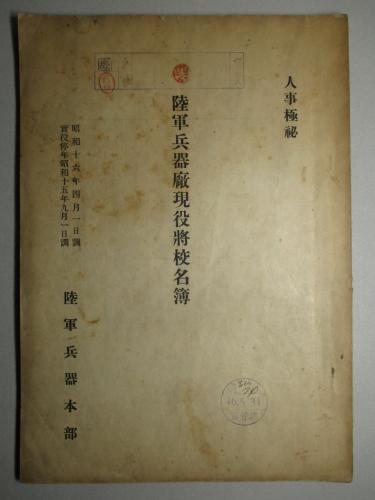 人事極祕
陸軍兵器廠現役將校名簿
昭和十六年四月一日調
實役停年昭和十五年九月一日調
陸軍兵器本部